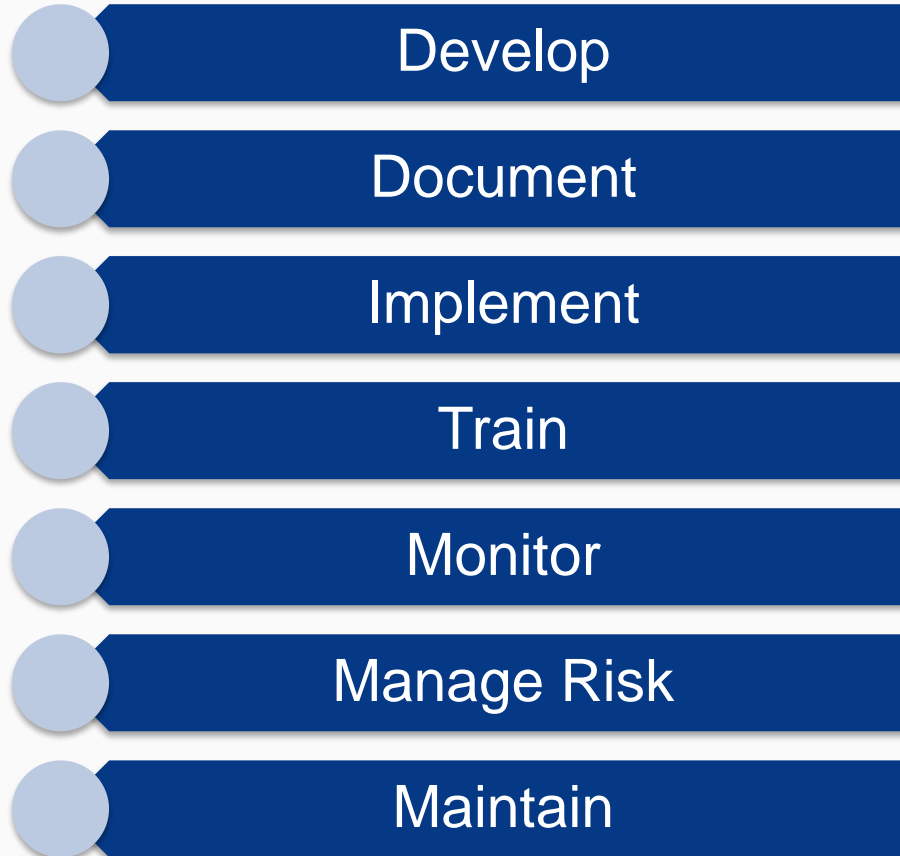 Develop
Document
Implement
Train
Monitor
Manage Risk
Maintain